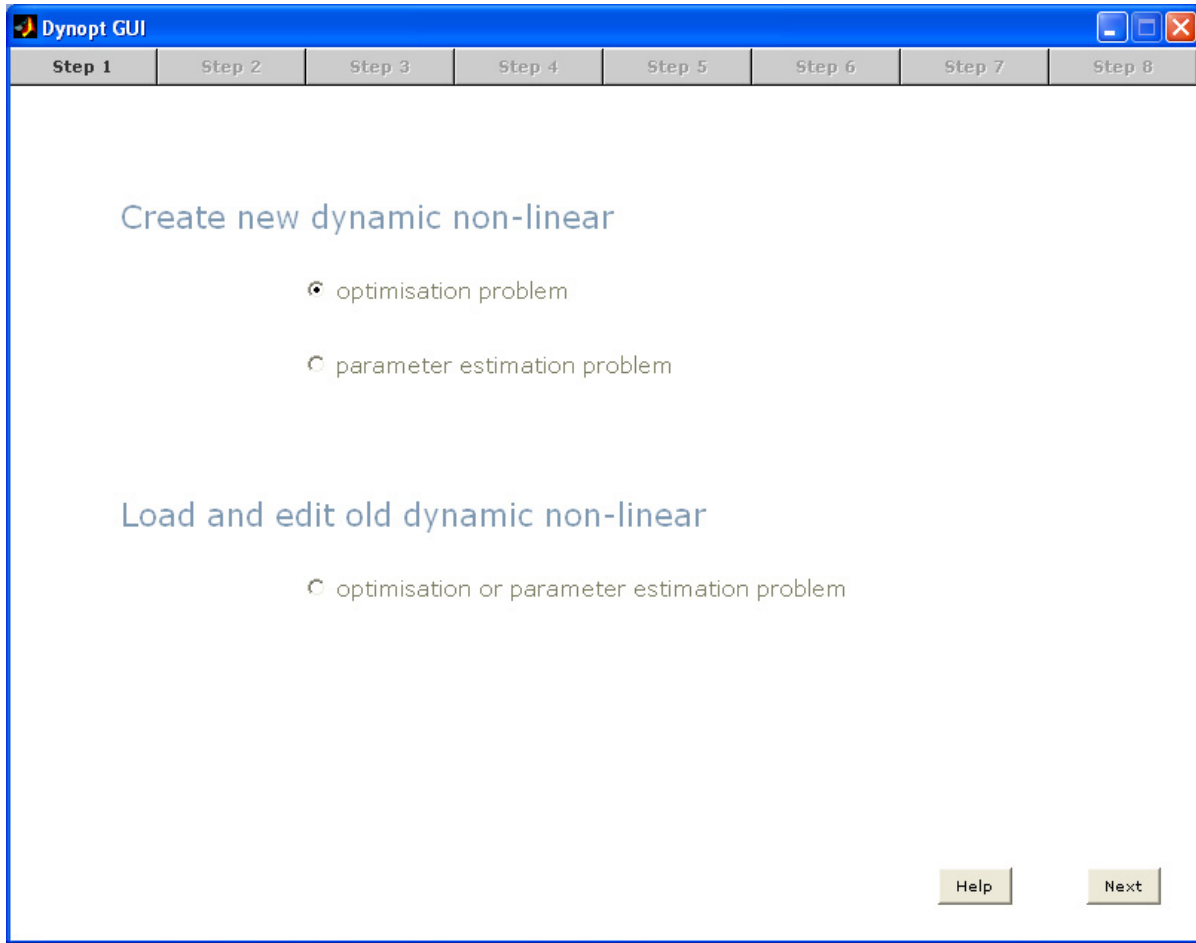 Dynopt GUI
Step 1 Step 2 Step 3 Step 4 Step 5 Step 6 Step 7 Step 8
Create new dynamic non-linear
optimisation problem
parameter estimation problem
Load and edit old dynamic non-linear
optimisation or parameter estimation problem
Help Next